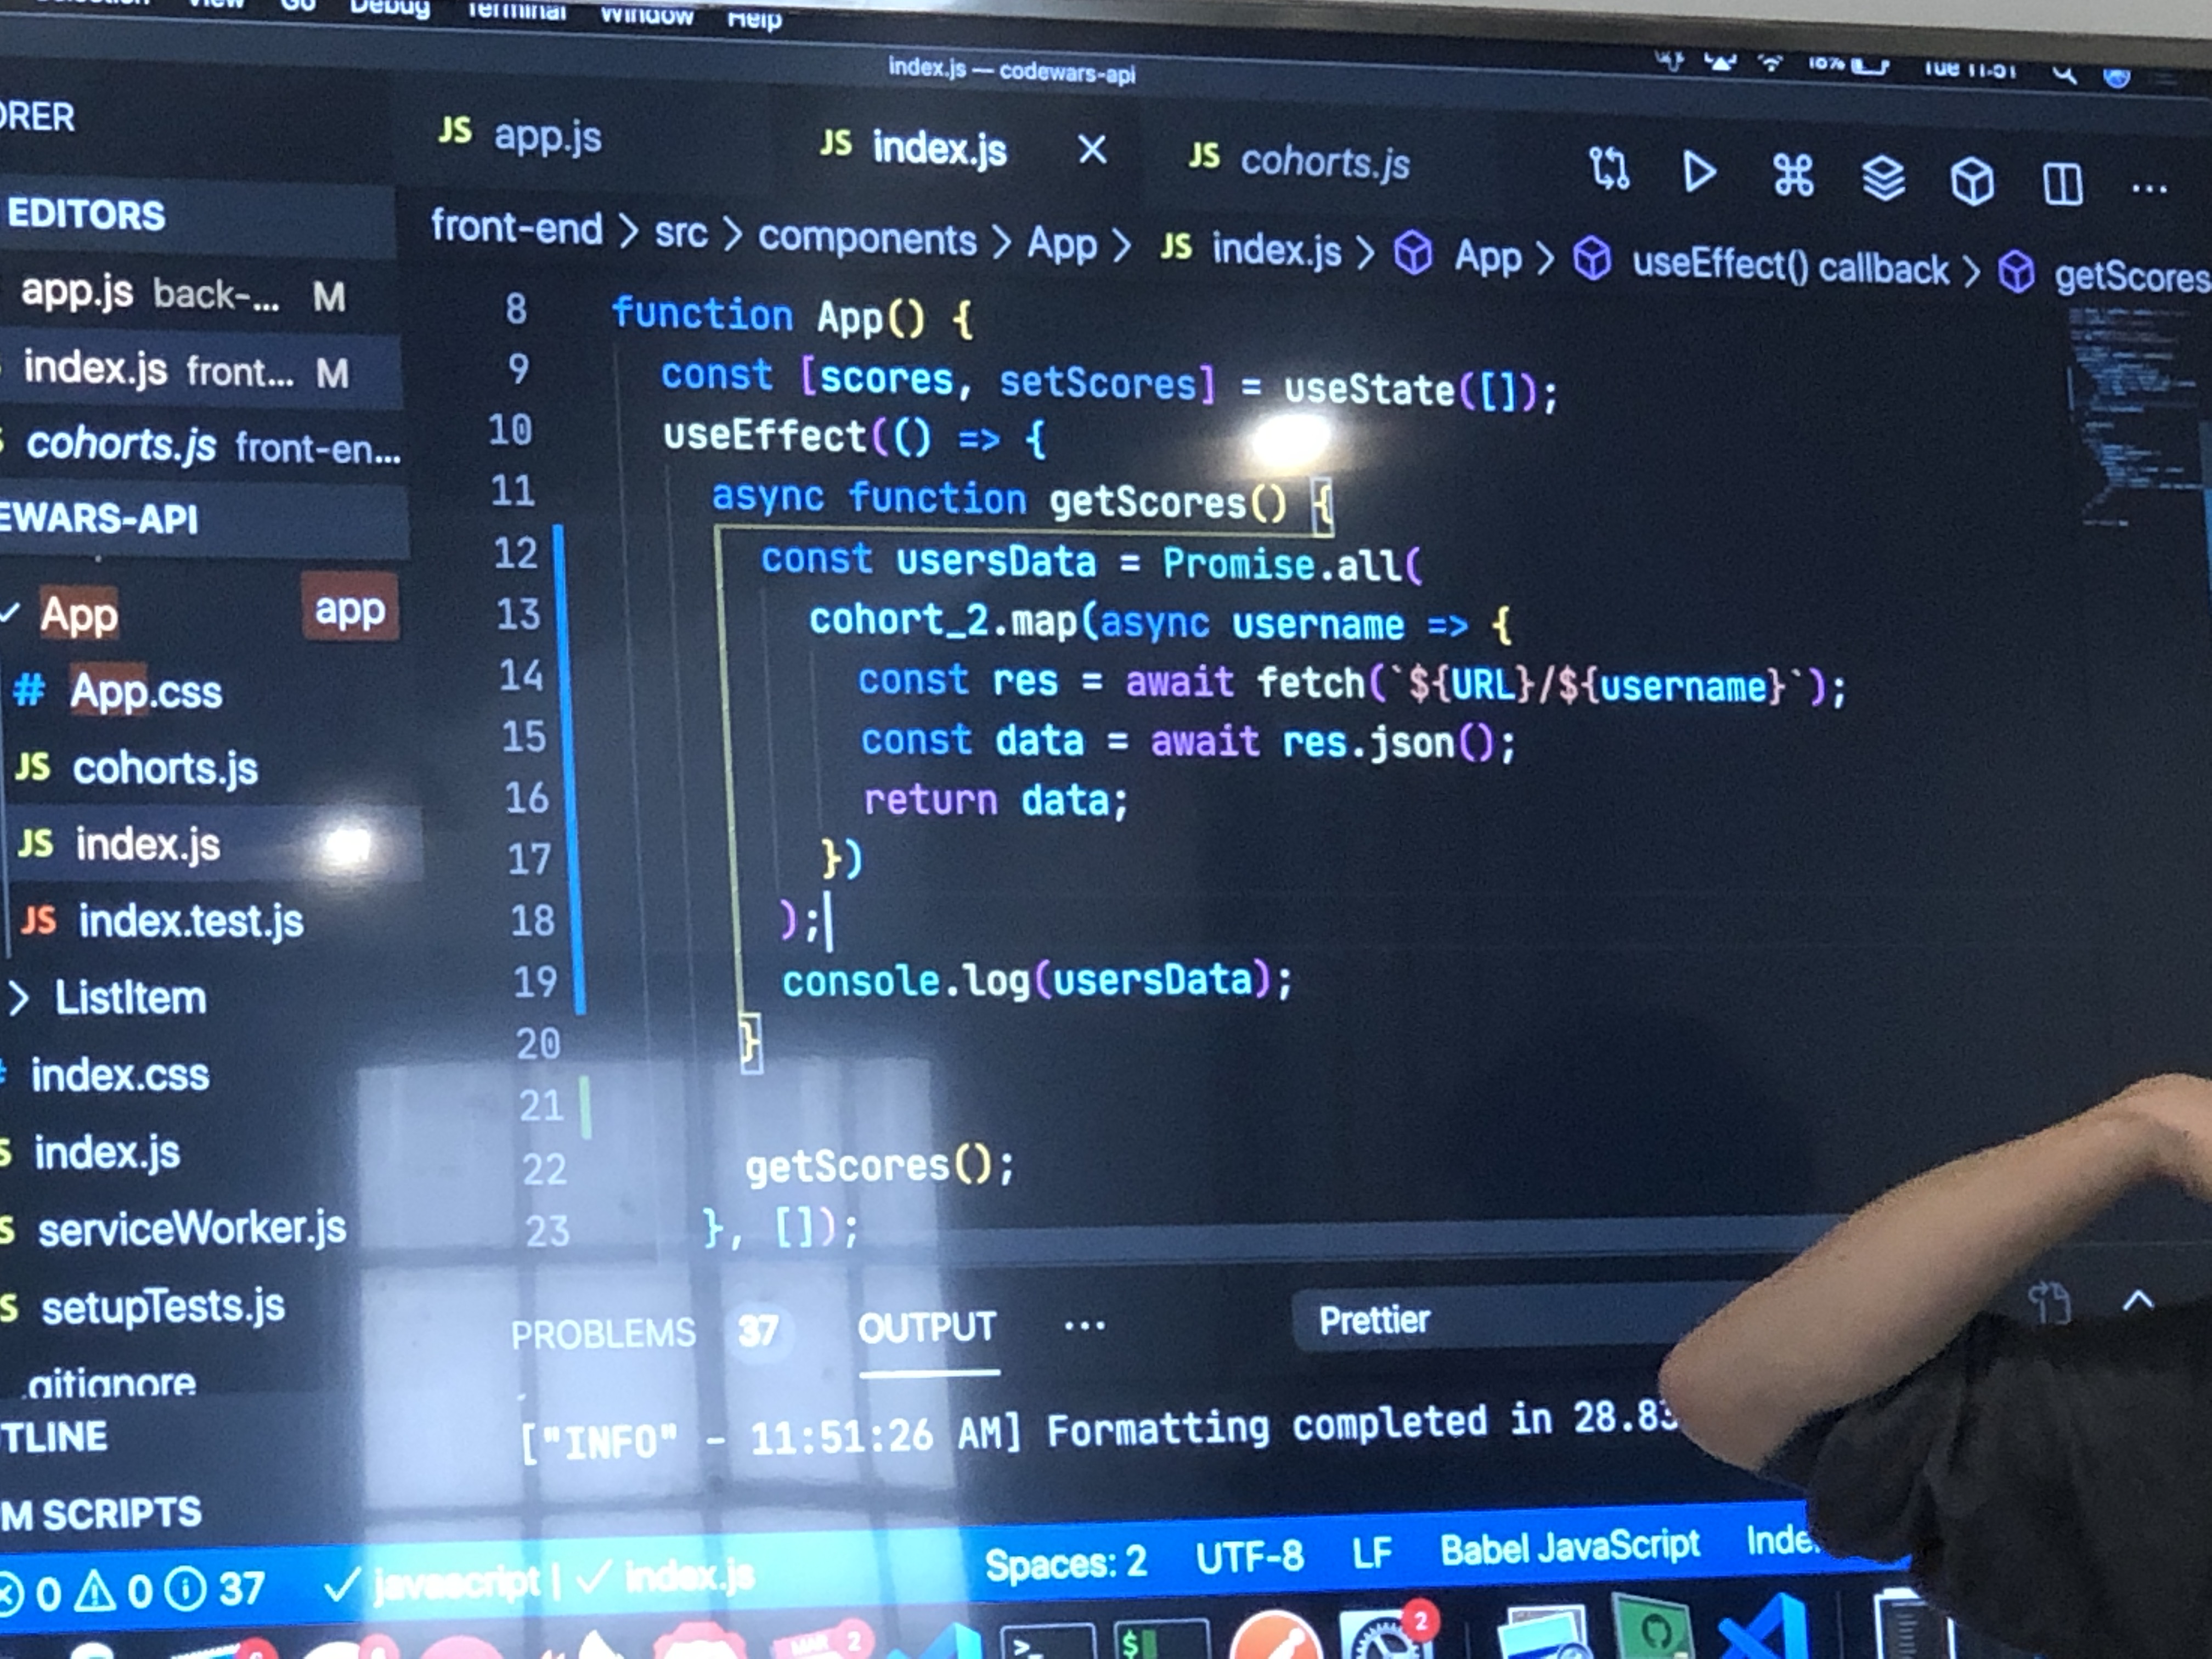 View Go Debug Terminal Window Help
index.js — codewars-api
10% Tue 11:51
EDITORS
app.js back-... M
index.js front... M
cohorts.js front-en...
App app
App.css
JS cohorts.js
JS index.js
JS index.test.js
ListItem
index.css
index.js
serviceWorker.js
setupTests.js
.gitignore
SCRIPTS
JS app.js JS index.js JS cohorts.js
front-end > src > components > App > JS index.js > App > useEffect() callback > getScores
8 function App() {
9 const [scores, setScores] = useState([]);
10 useEffect(() => {
11 async function getScores() {
12 const usersData = Promise.all(
13 cohort_2.map(async username => {
14 const res = await fetch(`${URL}/${username}`);
15 const data = await res.json();
16 return data;
17 })
18 );
19 console.log(usersData);
20 }
21
22 getScores();
23 }, []);
PROBLEMS 37 OUTPUT ... Prettier
["INFO" - 11:51:26 AM] Formatting completed in 28.83
0 0 37 javascript | index.js Spaces: 2 UTF-8 LF Babel JavaScript
MAR 2 >_ $ 2